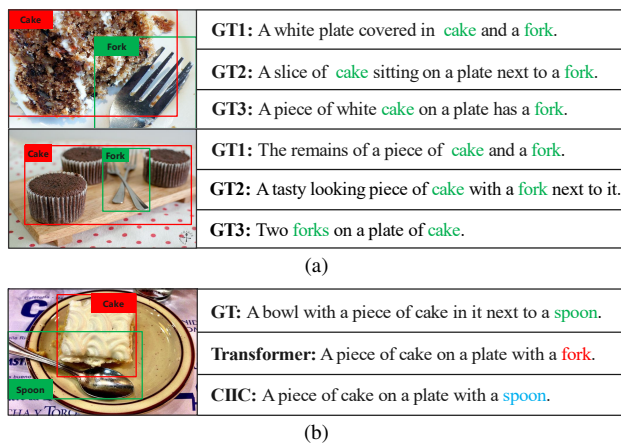 Cake
Fork
GT1: A white plate covered in cake and a fork.
GT2: A slice of cake sitting on a plate next to a fork.
GT3: A piece of white cake on a plate has a fork.
Cake
Fork
GT1: The remains of a piece of cake and a fork.
GT2: A tasty looking piece of cake with a fork next to it.
GT3: Two forks on a plate of cake.
(a)
Cake
Spoon
GT: A bowl with a piece of cake in it next to a spoon.
Transformer: A piece of cake on a plate with a fork.
CIIC: A piece of cake on a plate with a spoon.
(b)